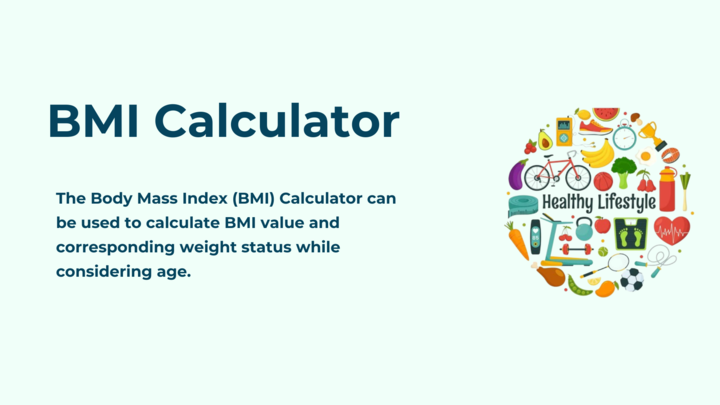 BMI Calculator
The Body Mass Index (BMI) Calculator can
be used to calculate BMI value and
corresponding weight status while
considering age.
Healthy Lifestyle